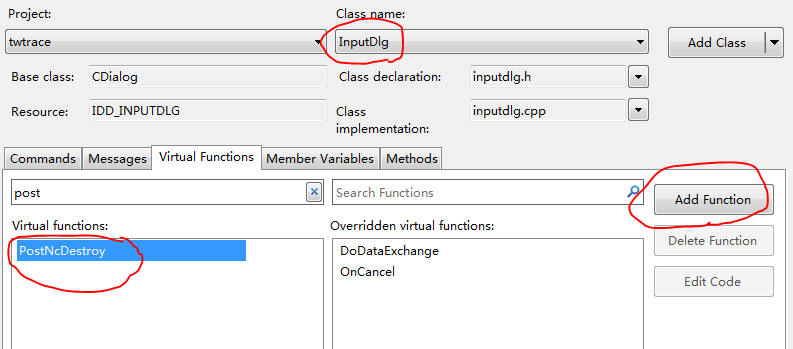 Project:
Class name:
twtrace
InputDlg
Add Class
Base class:
CDialog
Class declaration:
inputdlg.h
Resource:
IDD_INPUTDLG
Class implementation:
inputdlg.cpp
Commands
Messages
Virtual Functions
Member Variables
Methods
post
Search Functions
Add Function
Virtual functions:
Overridden virtual functions:
Delete Function
PostNcDestroy
DoDataExchange
OnCancel
Edit Code